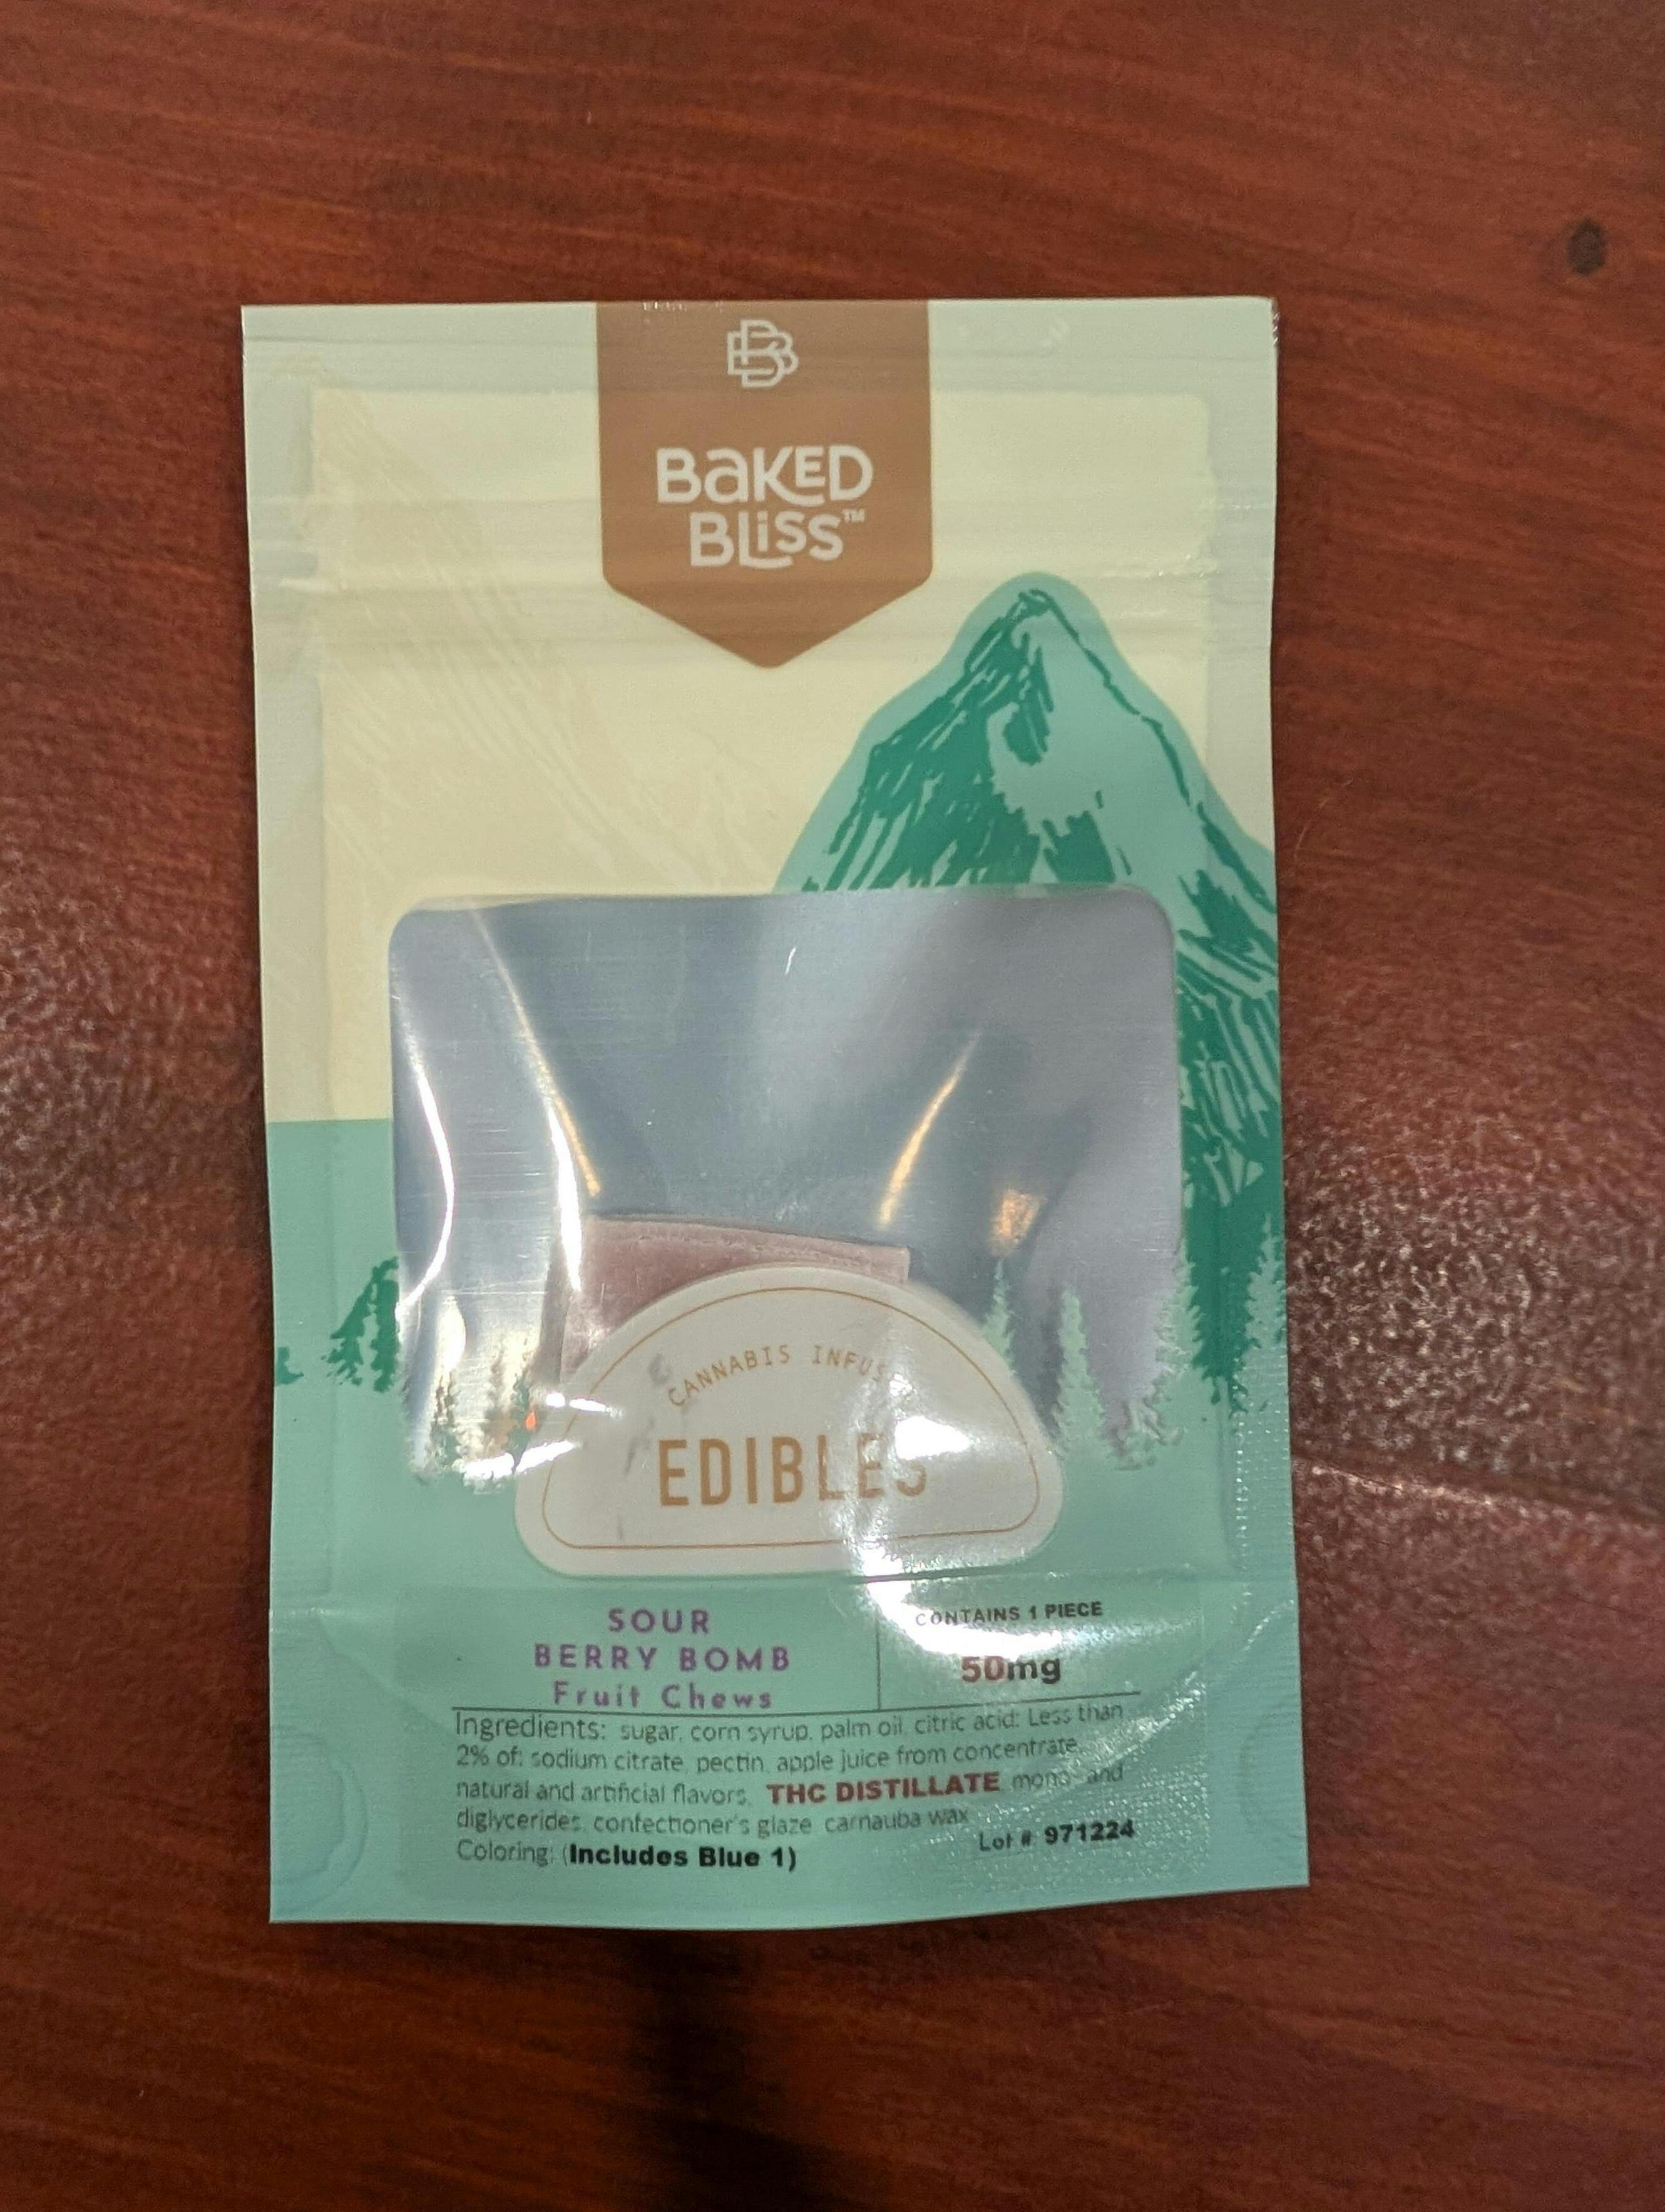 BB
BaKED
BLiSS™
CANNABIS INFUS
EDIBLES
SOUR
BERRY BOMB
Fruit Chews
CONTAINS 1 PIECE
50mg
Ingredients: sugar, corn syrup, palm oil, citric acid: Less than
2% of: sodium citrate, pectin, apple juice from concentrate,
natural and artificial flavors, THC DISTILLATE, mono- and
diglycerides, confectioner's glaze, carnauba wax
Lot # 971224
Coloring: (Includes Blue 1)